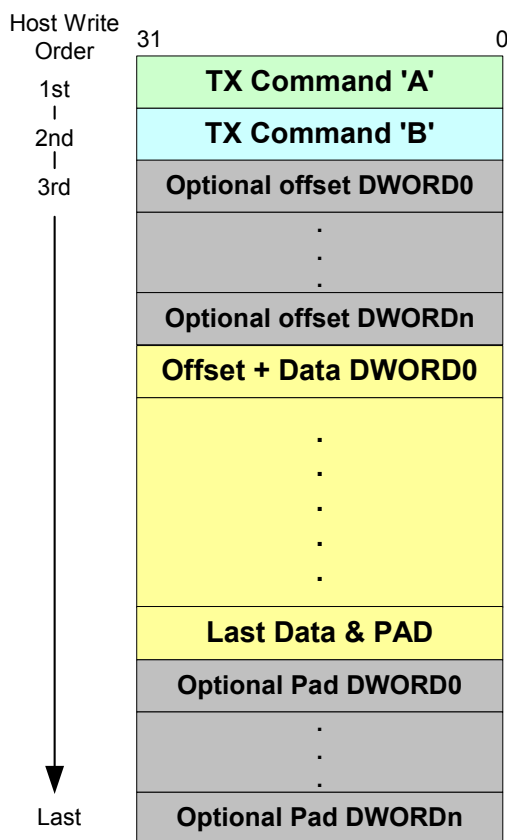 Host Write
Order
31
0
1st
TX Command 'A'
2nd
TX Command 'B'
3rd
Optional offset DWORD0
.
.
.
Optional offset DWORDn
Offset + Data DWORD0
.
.
.
.
.
Last Data & PAD
Optional Pad DWORD0
.
.
.
Last
Optional Pad DWORDn